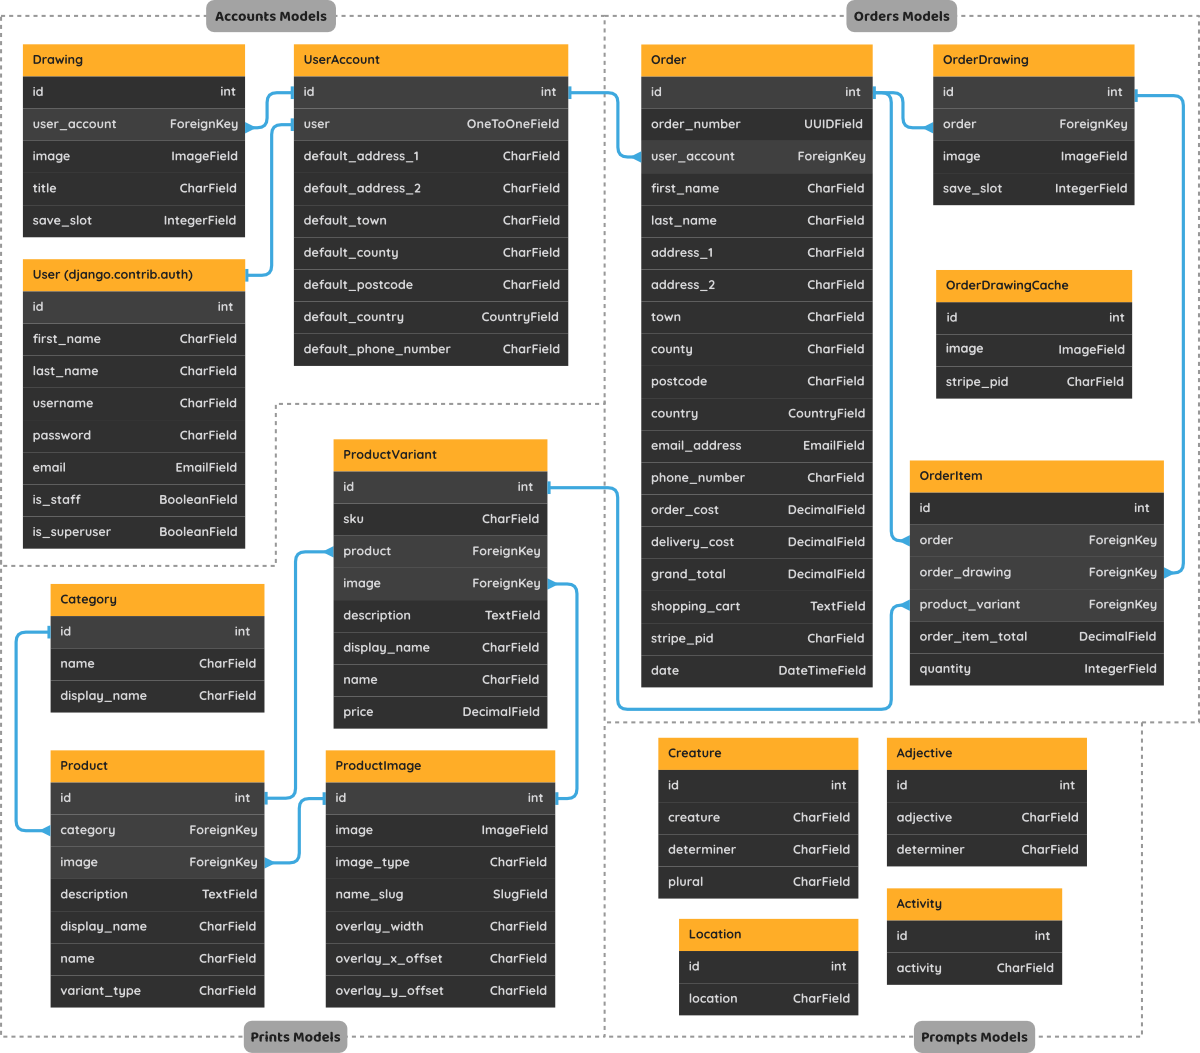 Accounts Models
Drawing
id int
user_account ForeignKey
image ImageField
title CharField
save_slot IntegerField
User (django.contrib.auth)
id int
first_name CharField
last_name CharField
username CharField
password CharField
email EmailField
is_staff BooleanField
is_superuser BooleanField
UserAccount
id int
user OneToOneField
default_address_1 CharField
default_address_2 CharField
default_town CharField
default_county CharField
default_postcode CharField
default_country CountryField
default_phone_number CharField
Orders Models
Order
id int
order_number UUIDField
user_account ForeignKey
first_name CharField
last_name CharField
address_1 CharField
address_2 CharField
town CharField
county CharField
postcode CharField
country CountryField
email_address EmailField
phone_number CharField
order_cost DecimalField
delivery_cost DecimalField
grand_total DecimalField
shopping_cart TextField
stripe_pid CharField
date DateTimeField
OrderDrawing
id int
order ForeignKey
image ImageField
save_slot IntegerField
OrderDrawingCache
id int
image ImageField
stripe_pid CharField
OrderItem
id int
order ForeignKey
order_drawing ForeignKey
product_variant ForeignKey
order_item_total DecimalField
quantity IntegerField
ProductVariant
id int
sku CharField
product ForeignKey
image ForeignKey
description TextField
display_name CharField
name CharField
price DecimalField
Category
id int
name CharField
display_name CharField
Product
id int
category ForeignKey
image ForeignKey
description TextField
display_name CharField
name CharField
variant_type CharField
ProductImage
id int
image ImageField
image_type CharField
name_slug SlugField
overlay_width CharField
overlay_x_offset CharField
overlay_y_offset CharField
Prints Models
Creature
id int
creature CharField
determiner CharField
plural CharField
Location
id int
location CharField
Adjective
id int
adjective CharField
determiner CharField
Activity
id int
activity CharField
Prompts Models